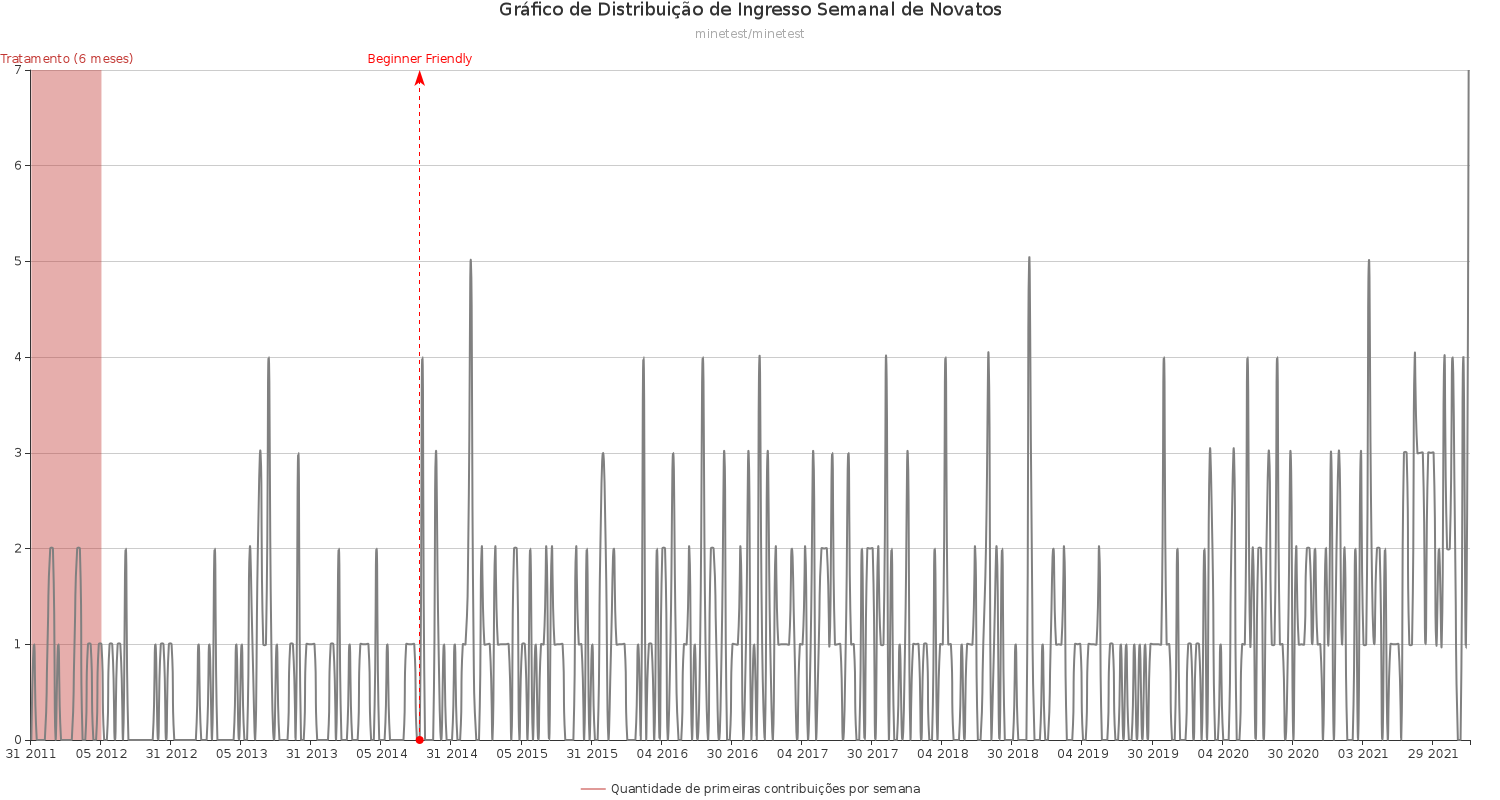 Gráfico de Distribuição de Ingresso Semanal de Novatos
minetest/minetest
Tratamento (6 meses)
Beginner Friendly
7
6
5
4
3
2
1
0
31 2011 05 2012 31 2012 05 2013 31 2013 05 2014 31 2014 05 2015 31 2015 04 2016 30 2016 04 2017 30 2017 04 2018 30 2018 04 2019 30 2019 04 2020 30 2020 03 2021 29 2021
Quantidade de primeiras contribuições por semana